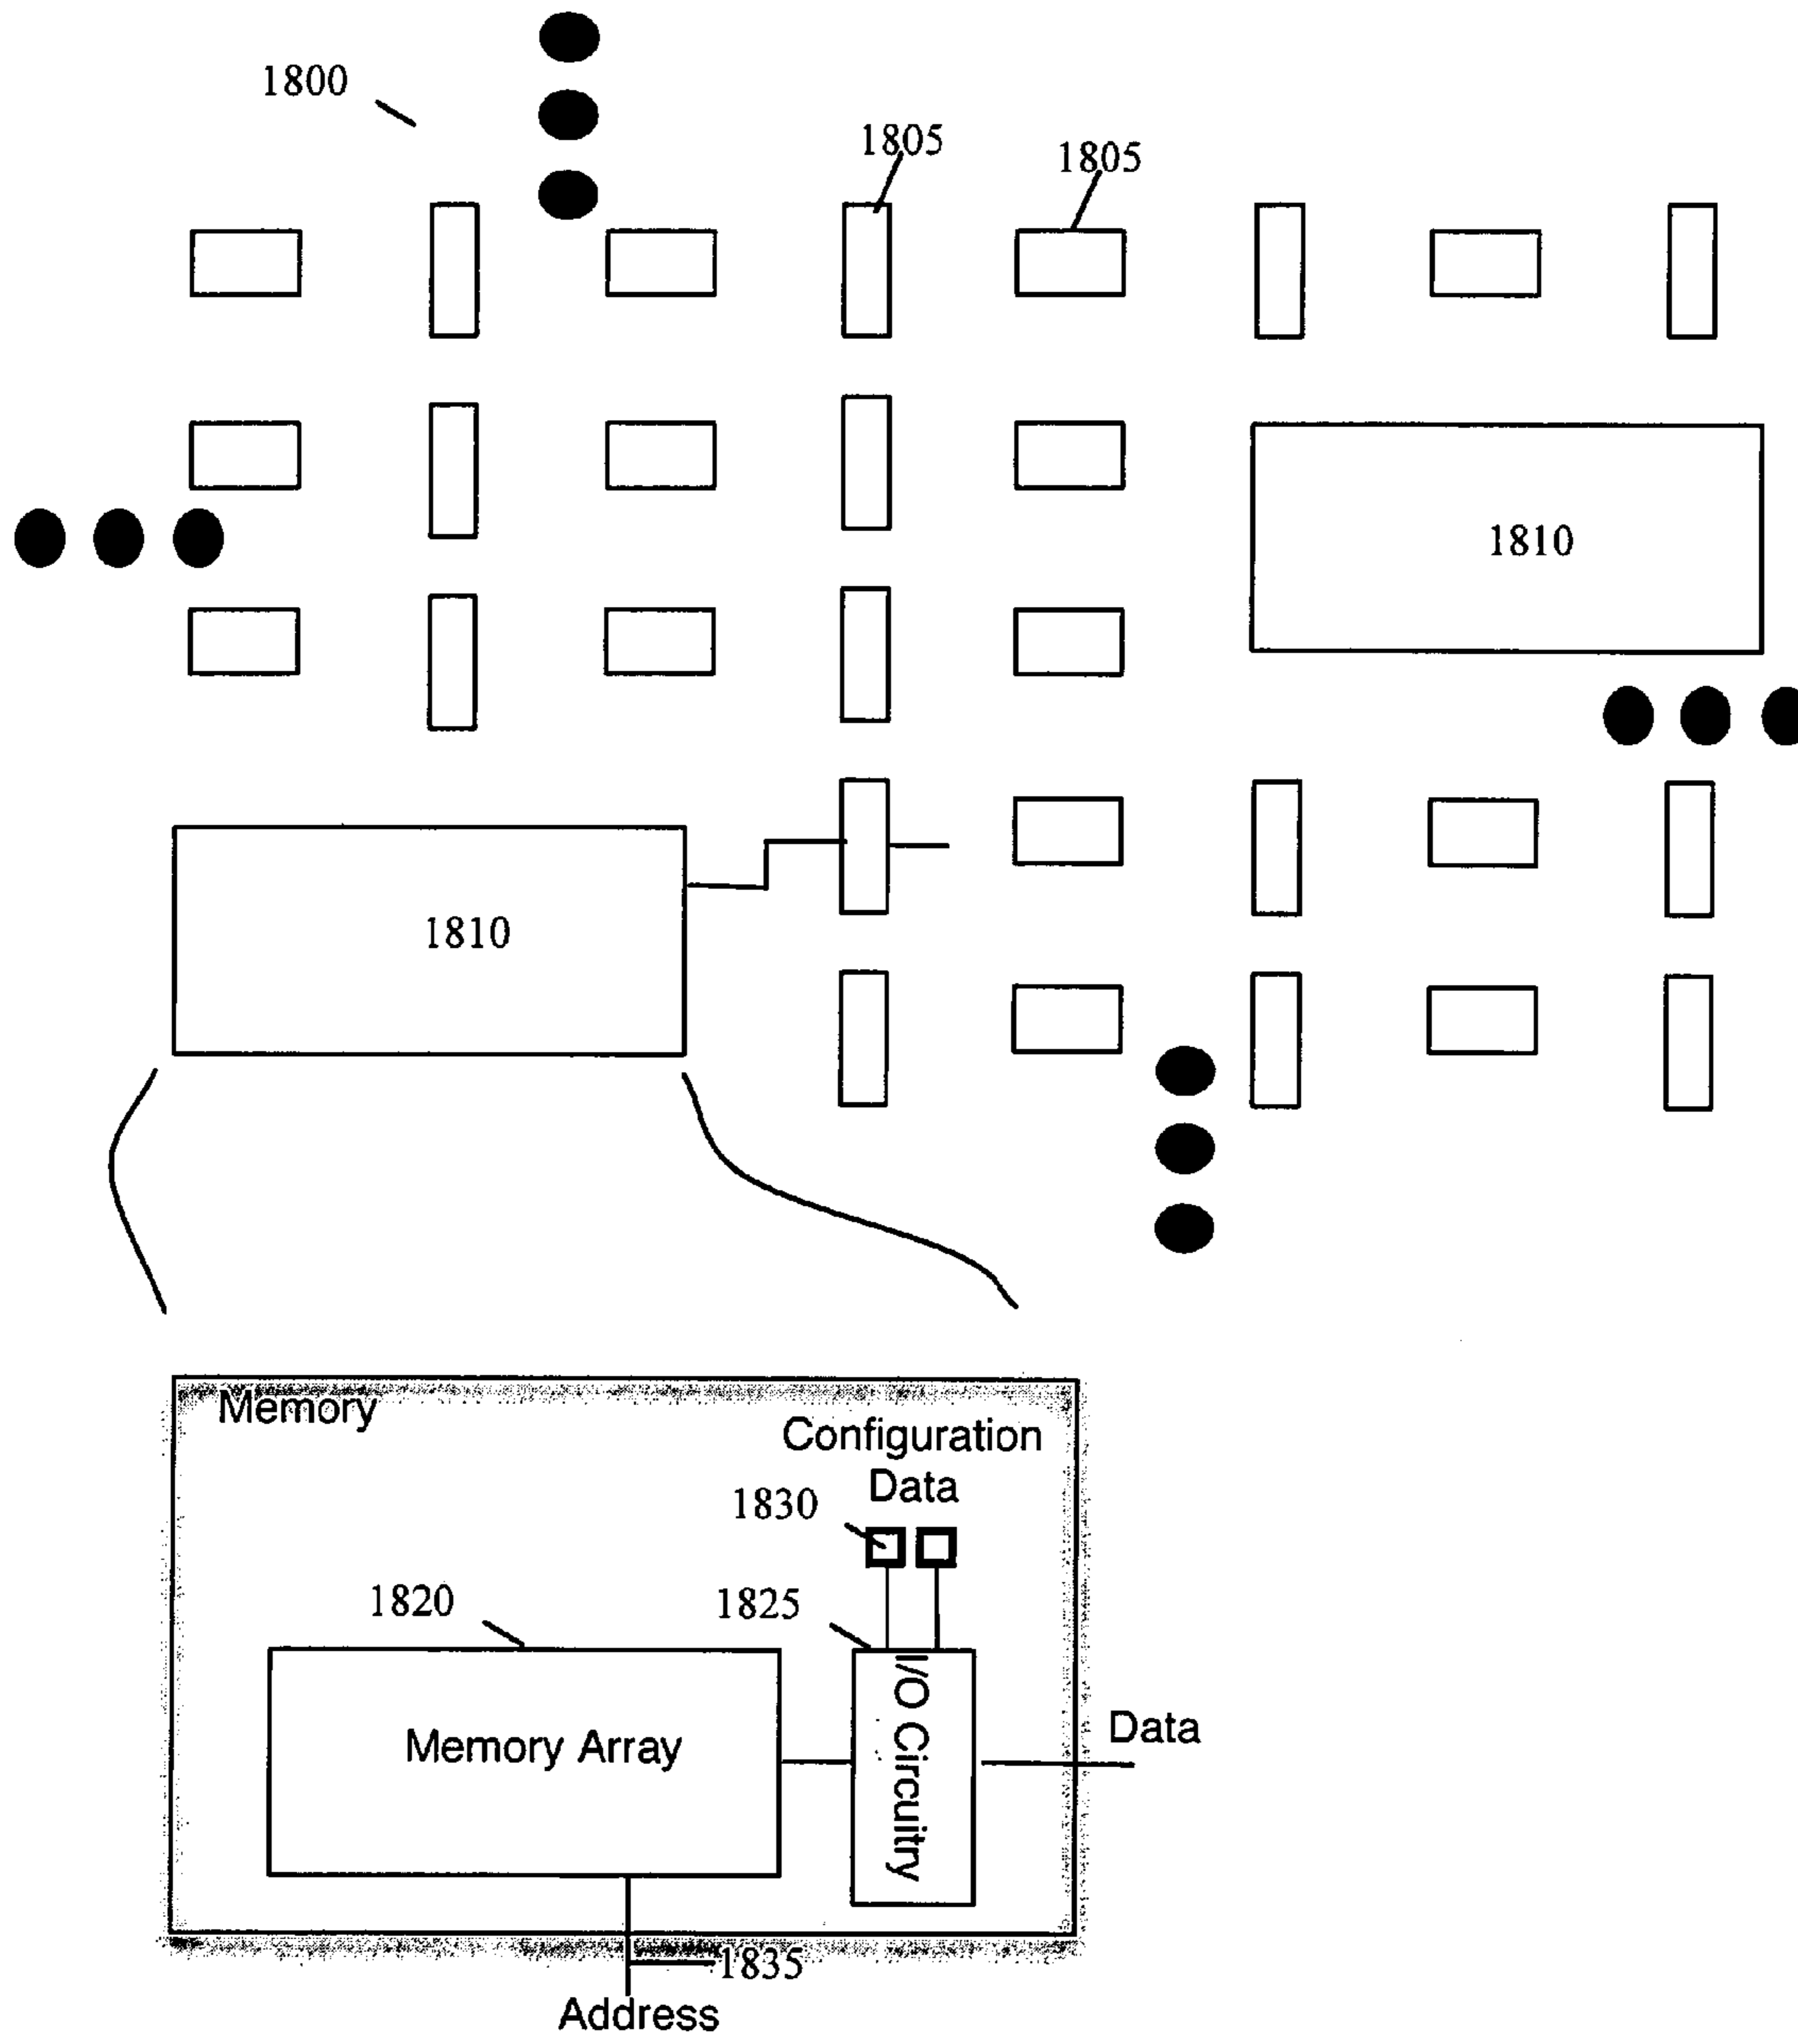 1800
1805
1805
1810
1810
Memory
Configuration
Data
1830
1820
1825
Memory Array
I/O Circuitry
Data
1835
Address